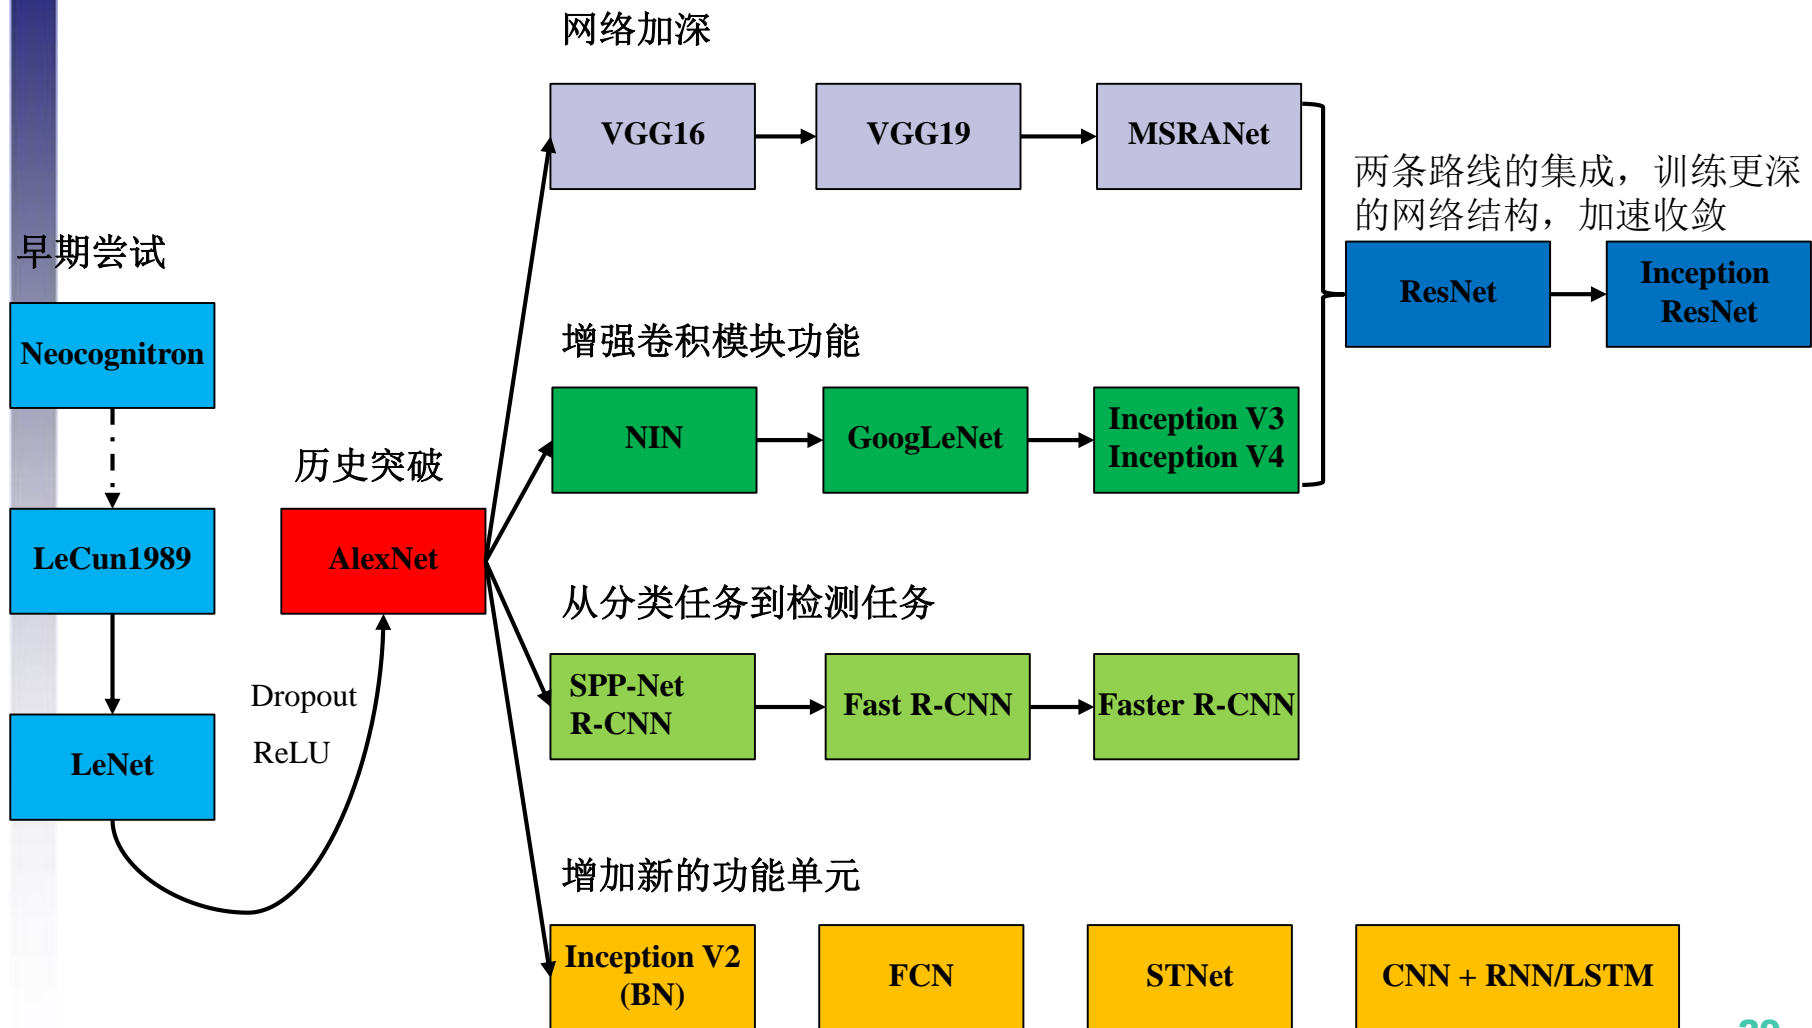 网络加深
VGG16
VGG19
MSRANet
两条路线的集成，训练更深
的网络结构，加速收敛
早期尝试
ResNet
Inception
ResNet
Neocognitron
增强卷积模块功能
NIN
GoogLeNet
Inception V3
Inception V4
历史突破
LeCun1989
AlexNet
从分类任务到检测任务
Dropout
ReLU
SPP-Net
R-CNN
Fast R-CNN
Faster R-CNN
LeNet
增加新的功能单元
Inception V2
(BN)
FCN
STNet
CNN + RNN/LSTM